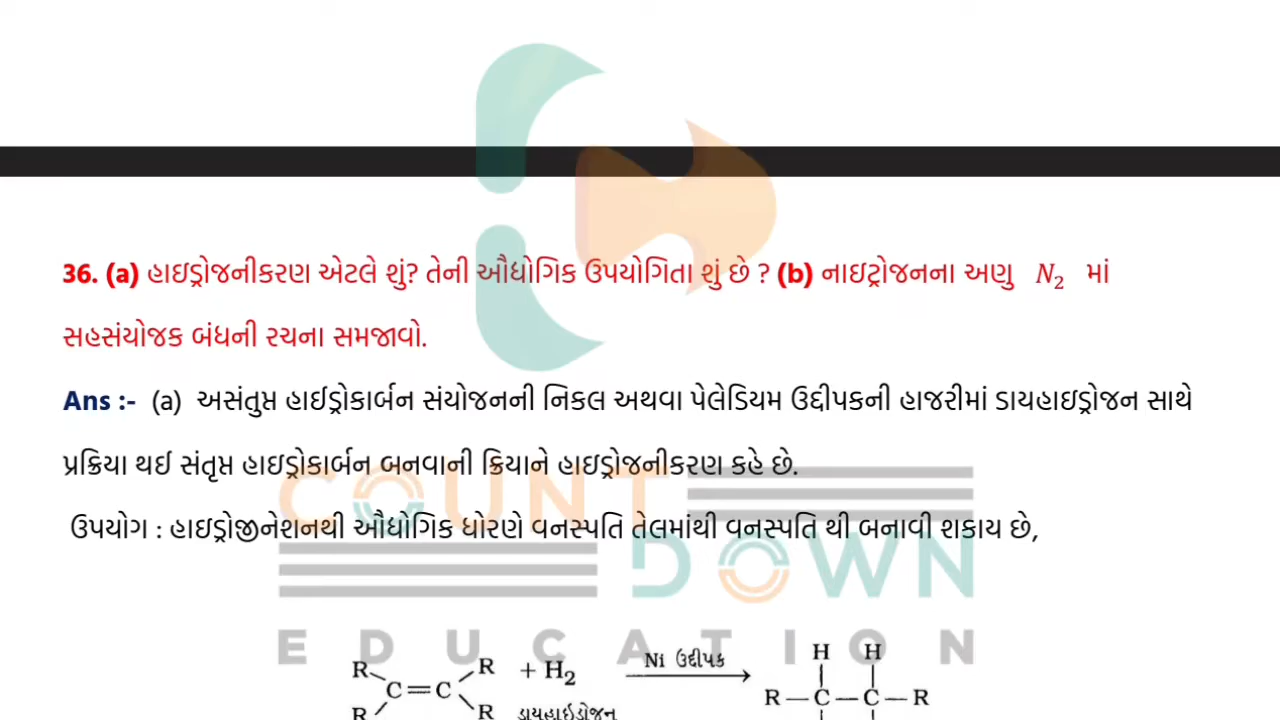 36. (a) હાઇડ્રોજનીકરણ એટલે શું? તેની ઔદ્યોગિક ઉપયોગિતા શું છે ? (b) નાઇટ્રોજનના અણુ N₂ માં
સહસંયોજક બંધની રચના સમજાવો.
Ans :- (a) અસંતુપ્ત હાઈડ્રોકાર્બન સંયોજનની નિકલ અથવા પેલેડિયમ ઉદ્દીપકની હાજરીમાં ડાયહાઇડ્રોજન સાથે
પ્રક્રિયા થઈ સંતૃપ્ત હાઇડ્રોકાર્બન બનવાની ક્રિયાને હાઇડ્રોજનીકરણ કહે છે.
ઉપયોગ : હાઇડ્રોજીનેશનથી ઔદ્યોગિક ધોરણે વનસ્પતિ તેલમાંથી વનસ્પતિ થી બનાવી શકાય છે,
COUNT
DOWN
EDUCATION
H H
R R + H₂ Ni ઉદ્દીપક
C=C R—C—C—R
R R ડાયહાઇડ્રોજન